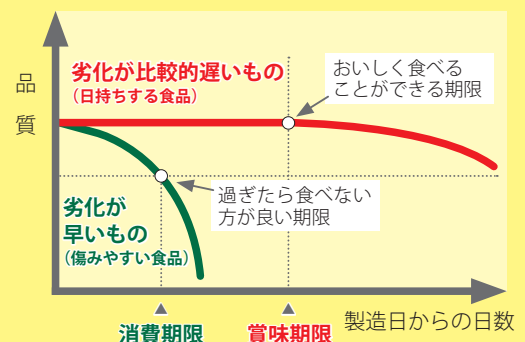 劣化が比較的遅いもの
(日持ちする食品)
おいしく食べる
ことができる期限
品質
過ぎたら食べない
方が良い期限
劣化が
早いもの
(傷みやすい食品)
消費期限
賞味期限
製造日からの日数